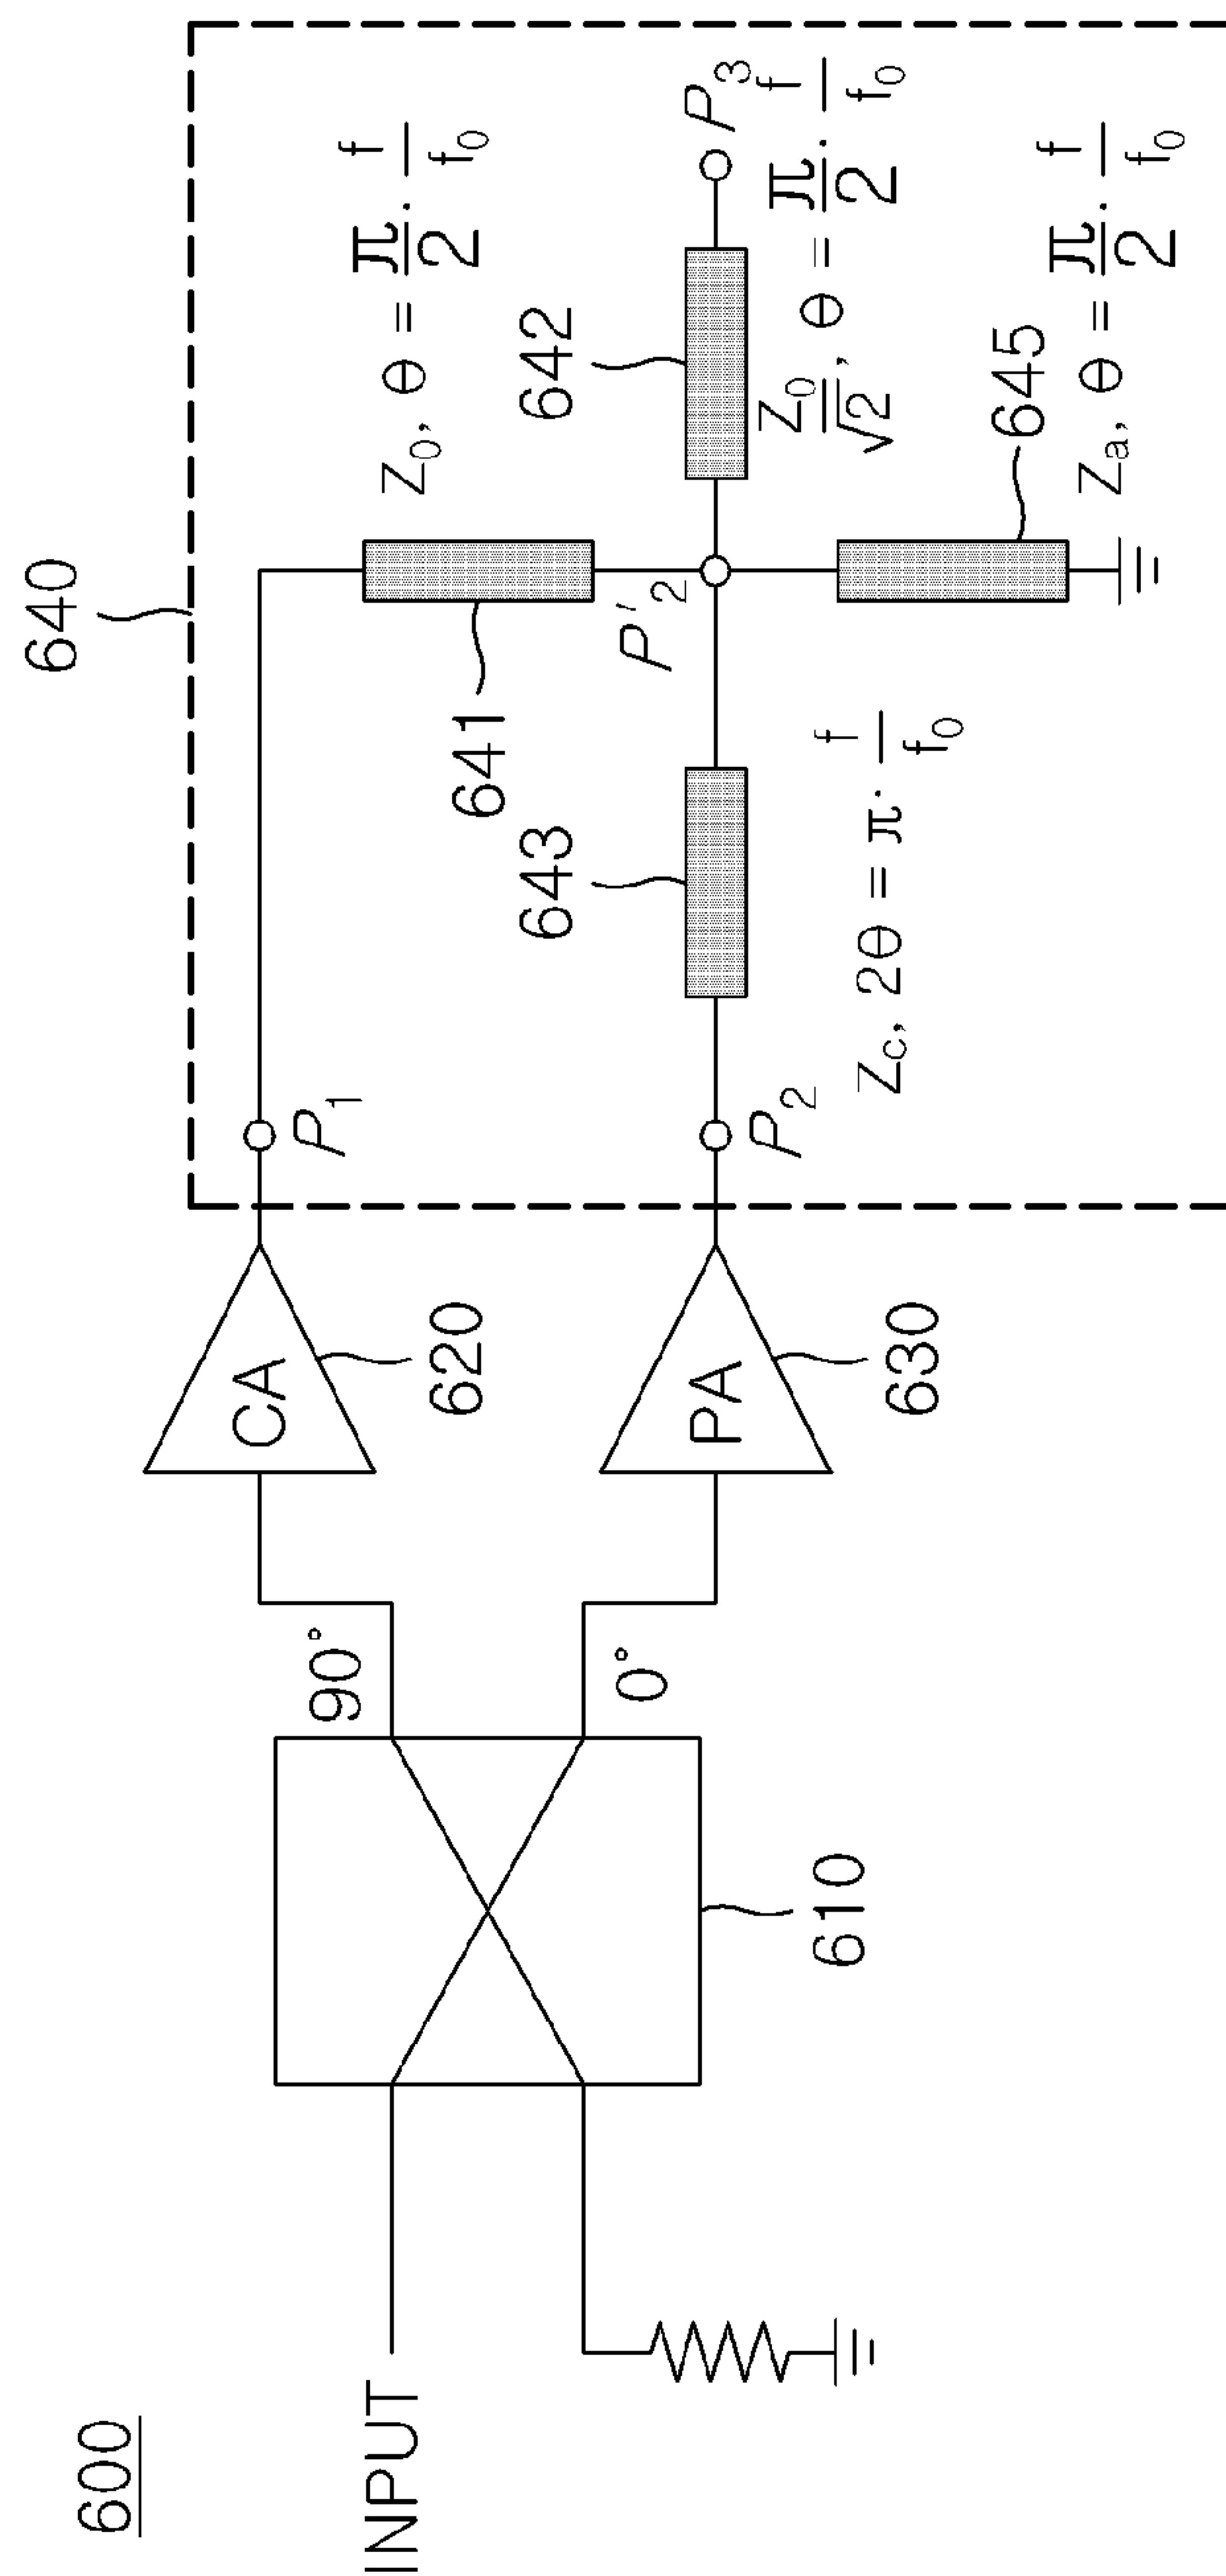 600
INPUT
610
90°
0°
CA
620
PA
630
640
P1
P2
641
Z0, θ = π/2 · f/f0
643
Zc, 2θ = π · f/f0
P'2
642
Z0/√2, θ = π/2 · f/f0
P3
645
Za, θ = π/2 · f/f0